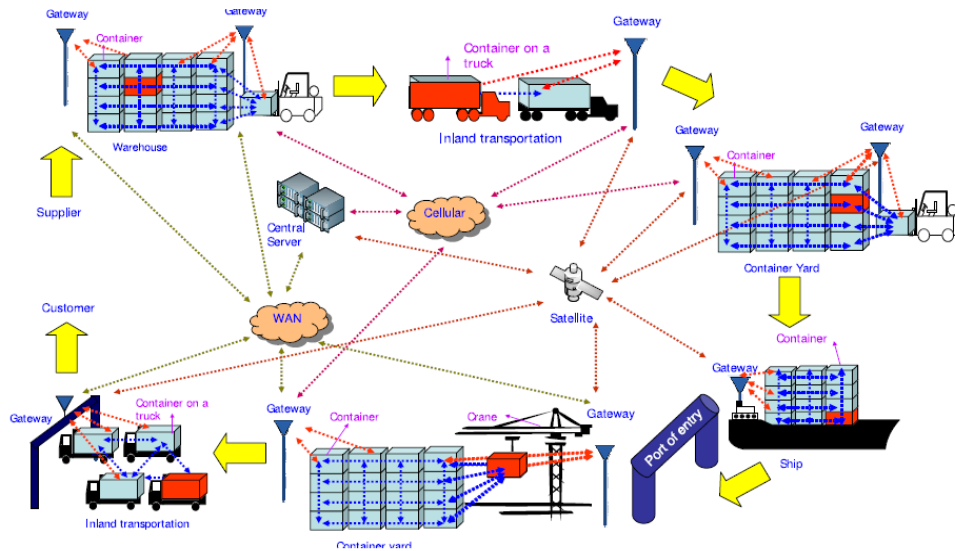 Gateway
Gateway
Container
Warehouse
Container on a
truck
Inland transportation
Gateway
Gateway
Gateway
Container
Container Yard
Supplier
Central
Server
Cellular
Satellite
WAN
Customer
Container
Gateway
Ship
Port of entry
Gateway
Container on a
truck
Inland transportation
Gateway
Container
Crane
Gateway
Container yard